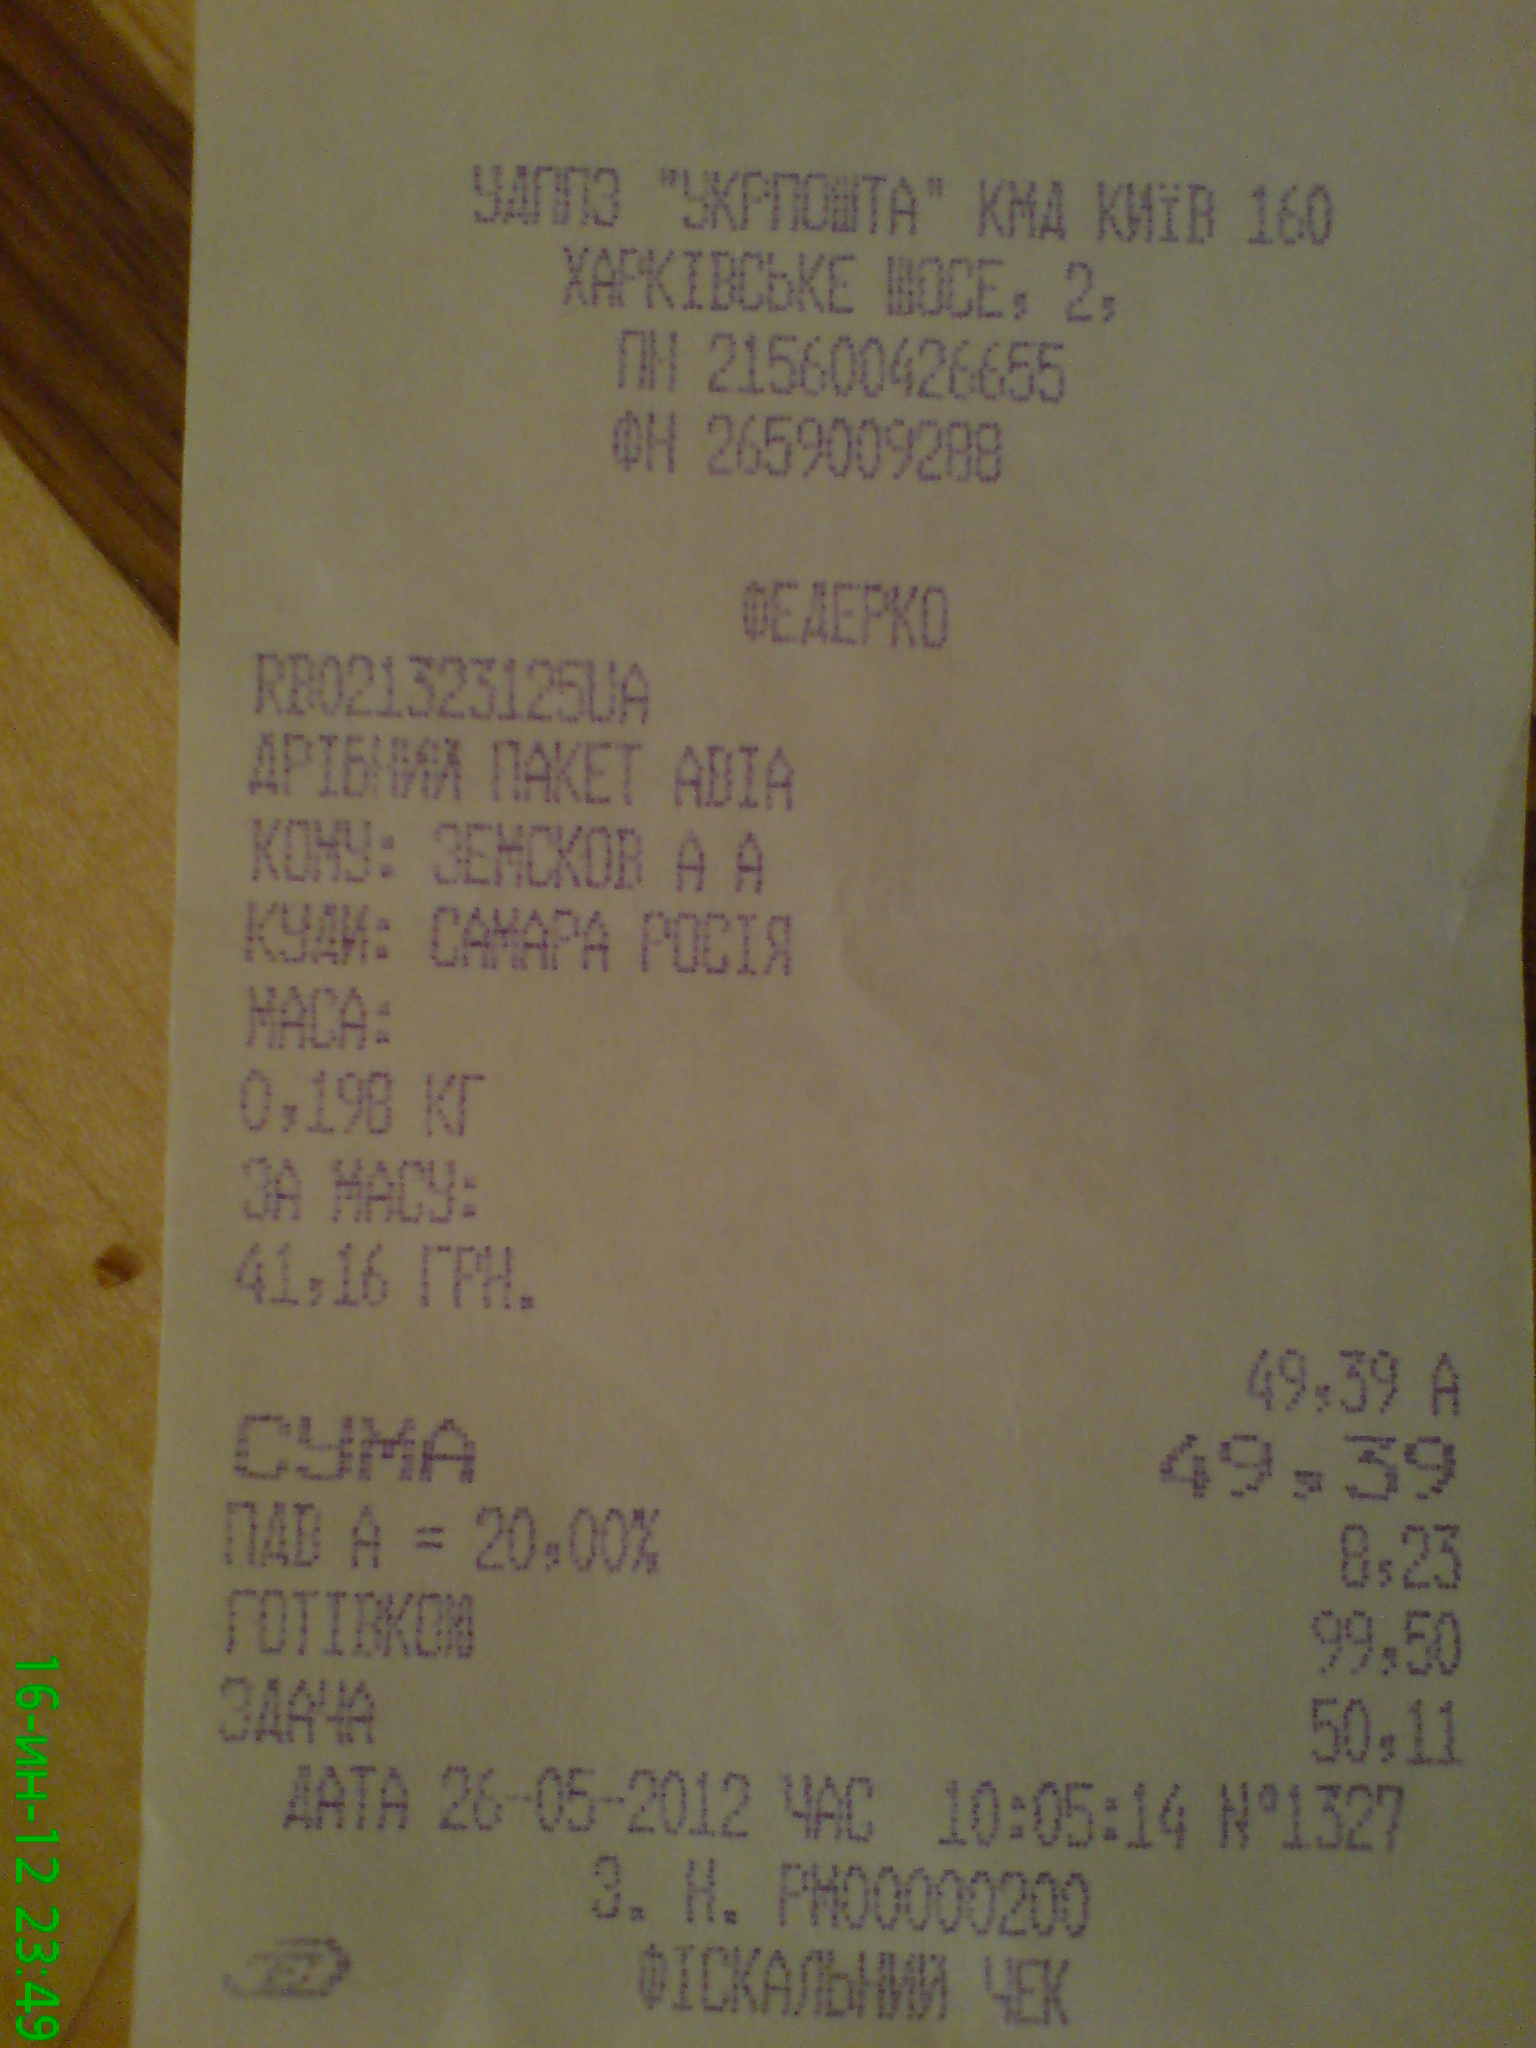 УДППЗ "УКРПОШТА" КМД КИЇВ 160
ХАРКІВСЬКЕ ШОСЕ, 2,
ПН 215600426655
ФН 2659009288
ФЕДЕРКО
RB021323125UA
ДРІБНИЙ ПАКЕТ АВІА
КОМУ: ЗЕМСКОВ А А
КУДИ: САМАРА РОСІЯ
МАСА:
0,198 КГ
ЗА МАСУ:
41,16 ГРН.
49,39 А
СУМА 49,39
ПДВ А = 20,00% 8,23
ГОТІВКОЮ 99,50
ЗДАЧА 50,11
ДАТА 26-05-2012 ЧАС 10:05:14 N°1327
З. Н. РМ00000200
ФІСКАЛЬНИЙ ЧЕК
16-ИН-12 23:49